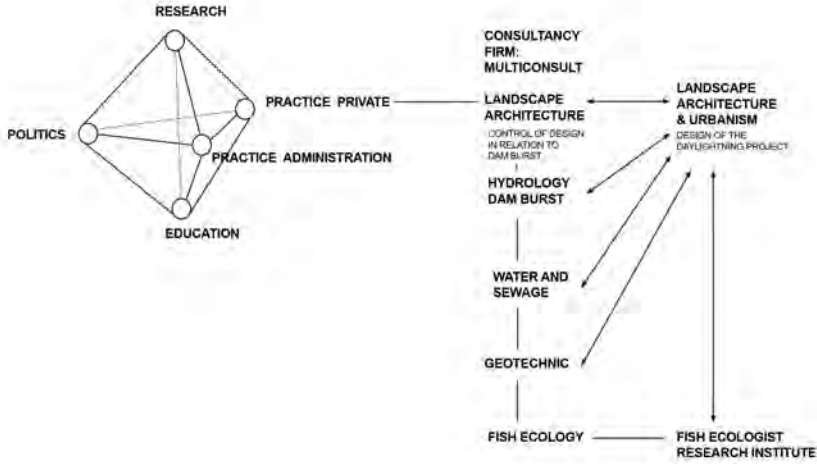 RESEARCH
POLITICS
PRACTICE PRIVATE
PRACTICE ADMINISTRATION
EDUCATION
CONSULTANCY
FIRM:
MULTICONSULT
LANDSCAPE
ARCHITECTURE
CONTROL OF DESIGN
IN RELATION TO
DAM BURST
HYDROLOGY
DAM BURST
WATER AND
SEWAGE
GEOTECHNIC
FISH ECOLOGY
LANDSCAPE
ARCHITECTURE
& URBANISM
DESIGN OF THE
DAYLIGHTNING PROJECT
FISH ECOLOGIST
RESEARCH INSTITUTE